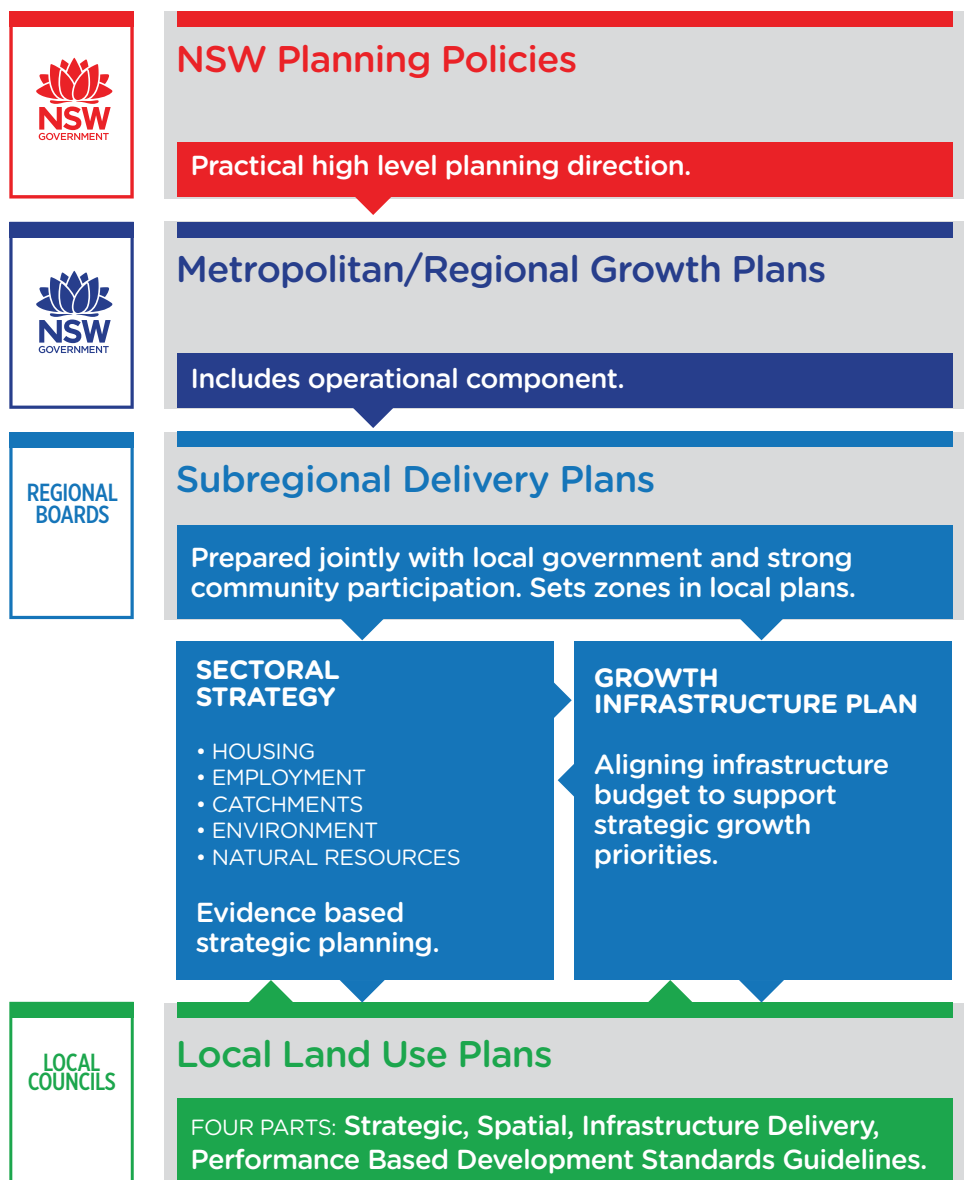 NSW
GOVERNMENT
NSW Planning Policies
Practical high level planning direction.
NSW
GOVERNMENT
Metropolitan/Regional Growth Plans
Includes operational component.
REGIONAL
BOARDS
Subregional Delivery Plans
Prepared jointly with local government and strong
community participation. Sets zones in local plans.
SECTORAL
STRATEGY
• HOUSING
• EMPLOYMENT
• CATCHMENTS
• ENVIRONMENT
• NATURAL RESOURCES
Evidence based
strategic planning.
GROWTH
INFRASTRUCTURE PLAN
Aligning infrastructure
budget to support
strategic growth
priorities.
LOCAL
COUNCILS
Local Land Use Plans
FOUR PARTS: Strategic, Spatial, Infrastructure Delivery,
Performance Based Development Standards Guidelines.